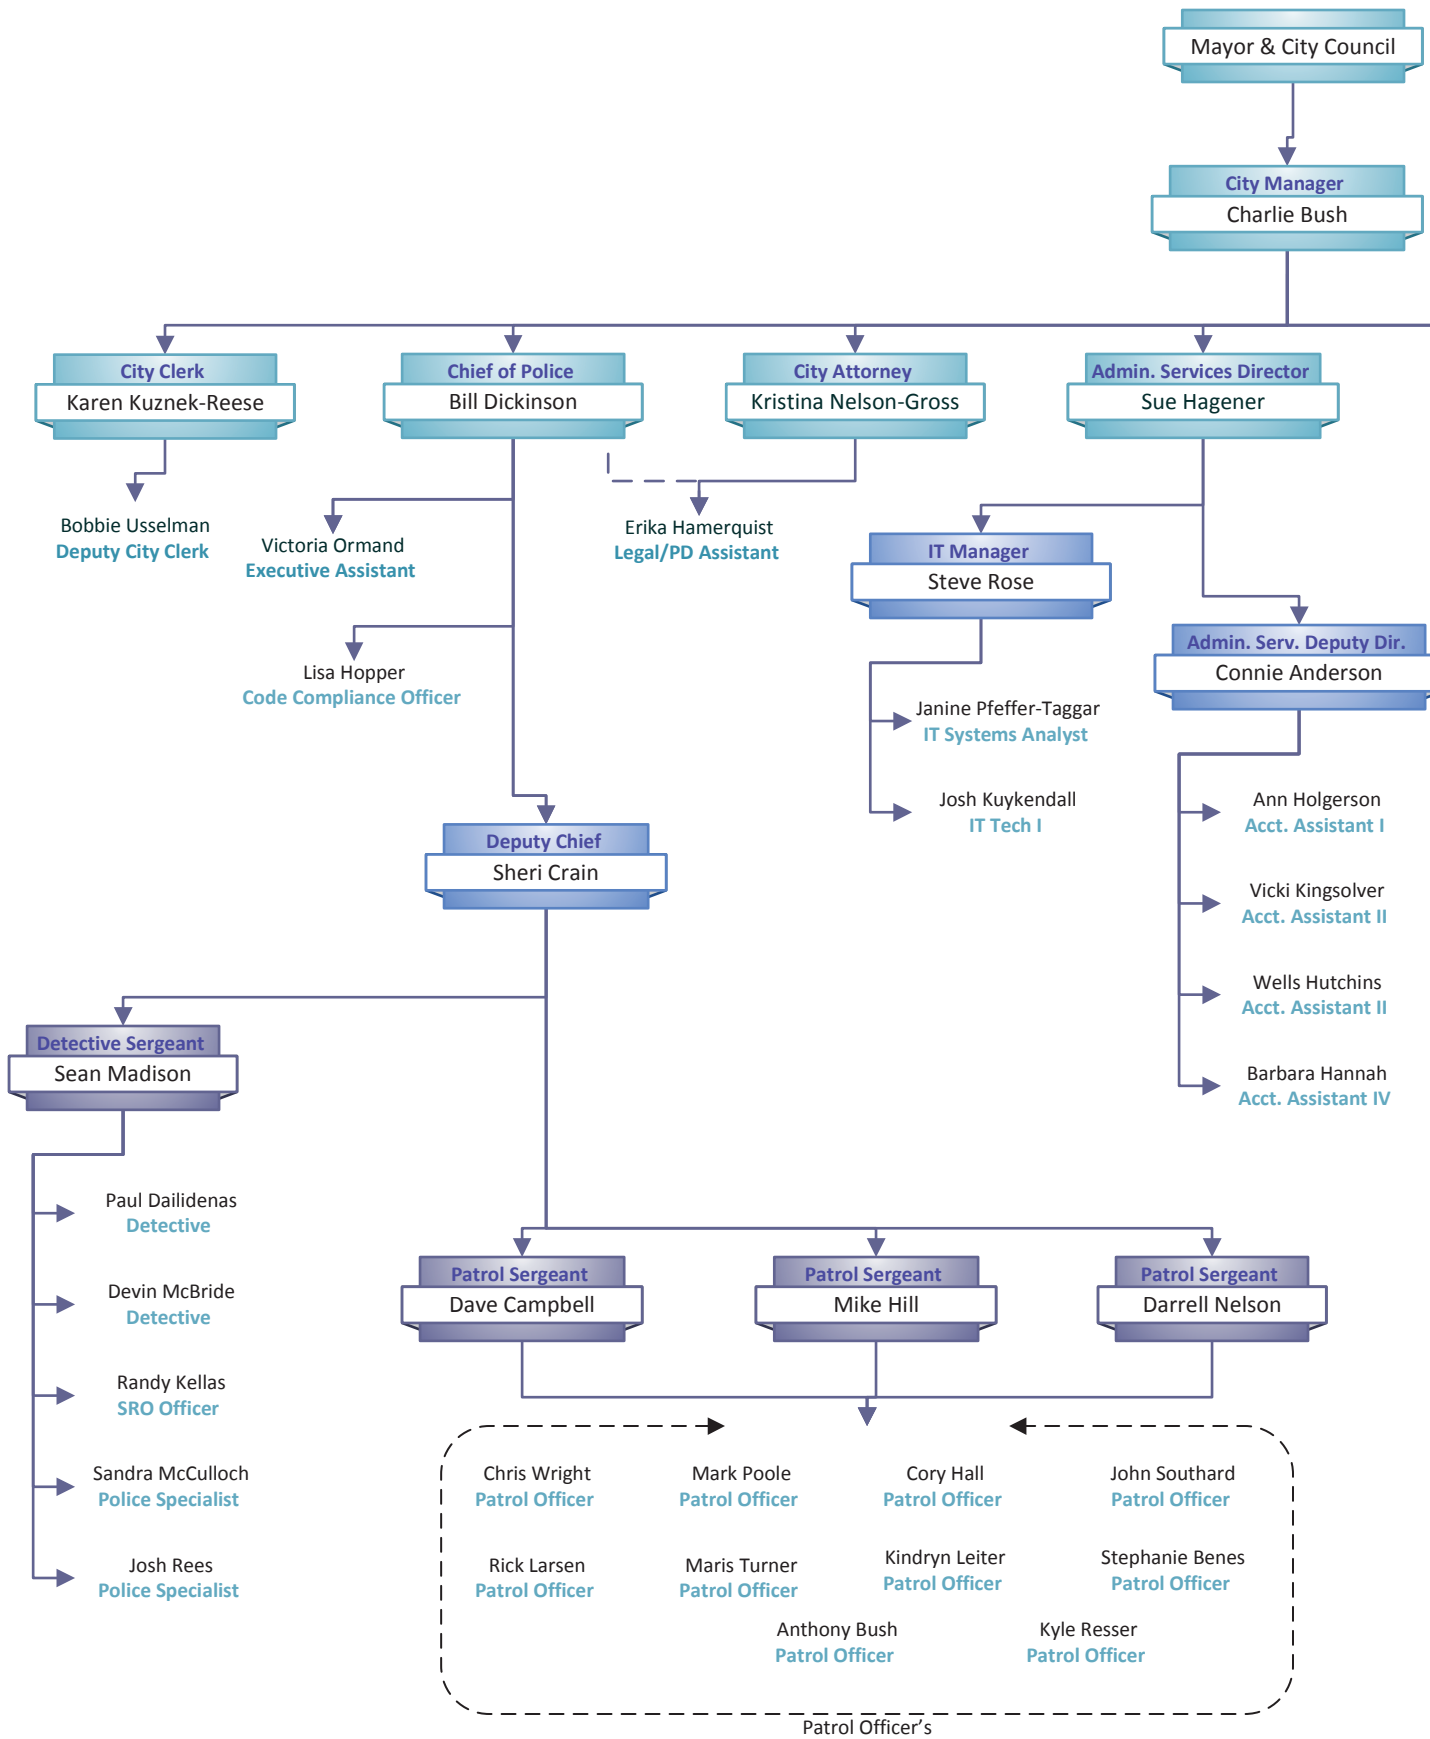 Mayor & City Council
City Manager
Charlie Bush
City Clerk
Karen Kuznek-Reese
Chief of Police
Bill Dickinson
City Attorney
Kristina Nelson-Gross
Admin. Services Director
Sue Hagener
Bobbie Usselman
Deputy City Clerk
Victoria Ormand
Executive Assistant
Erika Hamerquist
Legal/PD Assistant
IT Manager
Steve Rose
Admin. Serv. Deputy Dir.
Connie Anderson
Lisa Hopper
Code Compliance Officer
Janine Pfeffer-Taggar
IT Systems Analyst
Josh Kuykendall
IT Tech I
Ann Holgerson
Acct. Assistant I
Vicki Kingsolver
Acct. Assistant II
Wells Hutchins
Acct. Assistant II
Barbara Hannah
Acct. Assistant IV
Deputy Chief
Sheri Crain
Detective Sergeant
Sean Madison
Paul Dailidenas
Detective
Devin McBride
Detective
Randy Kellas
SRO Officer
Sandra McCulloch
Police Specialist
Josh Rees
Police Specialist
Patrol Sergeant
Dave Campbell
Patrol Sergeant
Mike Hill
Patrol Sergeant
Darrell Nelson
Chris Wright
Patrol Officer
Mark Poole
Patrol Officer
Cory Hall
Patrol Officer
John Southard
Patrol Officer
Rick Larsen
Patrol Officer
Maris Turner
Patrol Officer
Kindryn Leiter
Patrol Officer
Stephanie Benes
Patrol Officer
Anthony Bush
Patrol Officer
Kyle Resser
Patrol Officer
Patrol Officer's